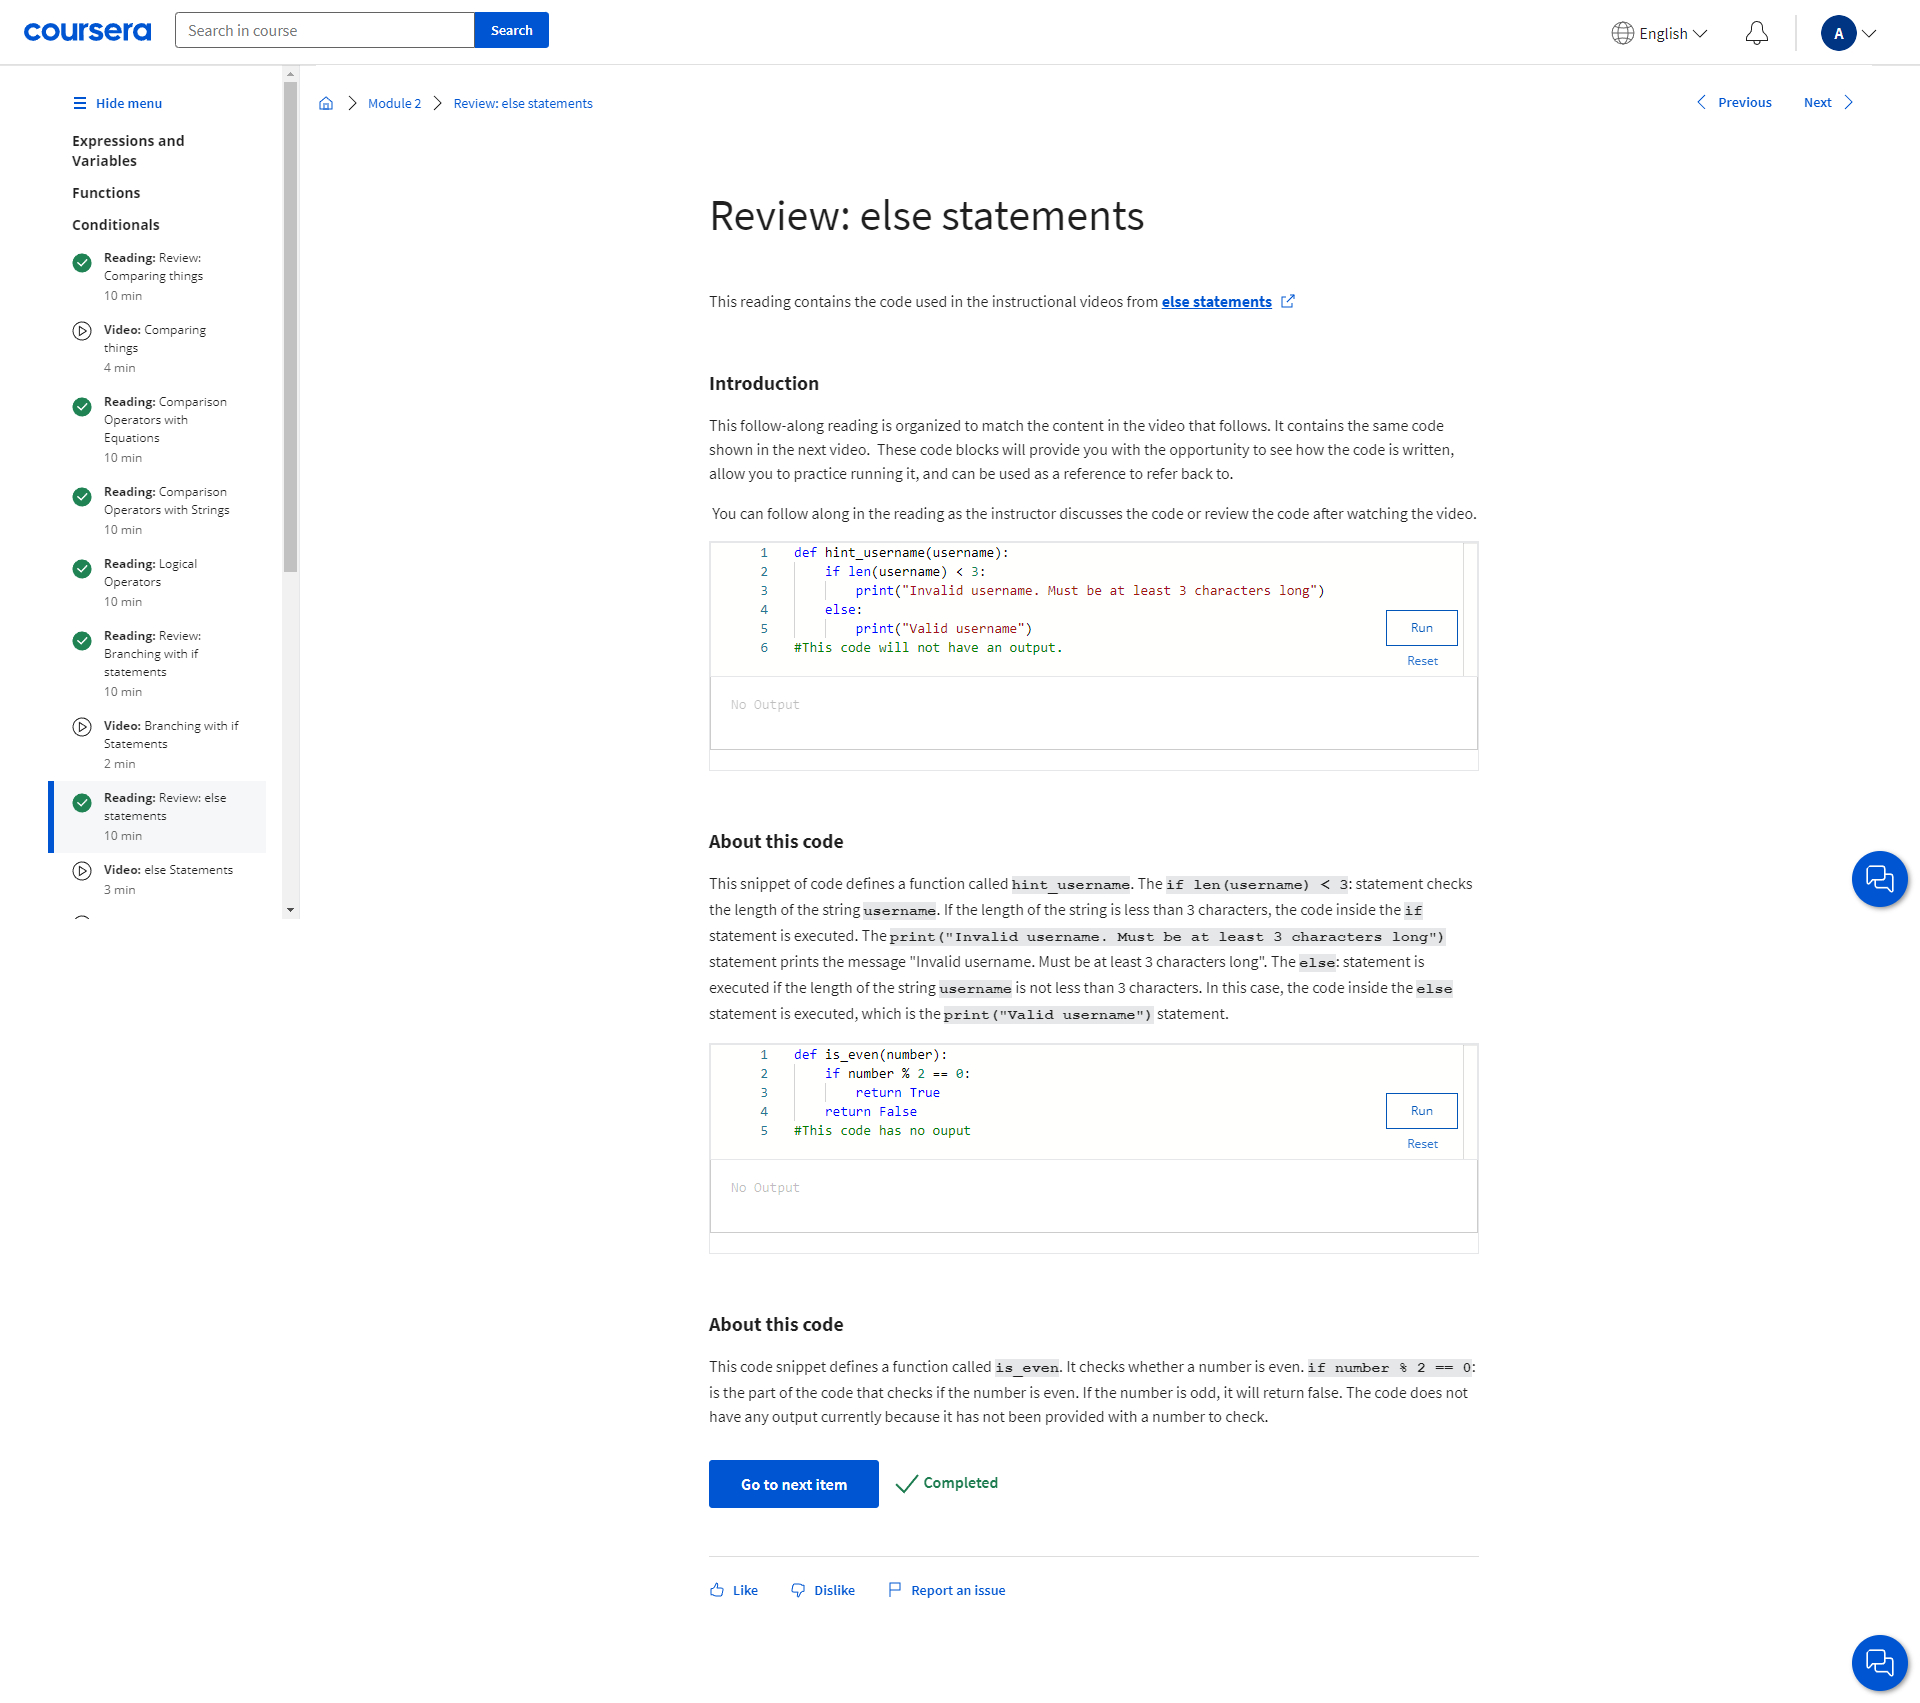 coursera
Search in course
Search
English
A
Hide menu
Expressions and
Variables
Functions
Conditionals
Reading: Review:
Comparing things
10 min
Video: Comparing
things
4 min
Reading: Comparison
Operators with
Equations
10 min
Reading: Comparison
Operators with Strings
10 min
Reading: Logical
Operators
10 min
Reading: Review:
Branching with if
statements
10 min
Video: Branching with if
Statements
2 min
Reading: Review: else
statements
10 min
Video: else Statements
3 min
Module 2
Review: else statements
Previous
Next
Review: else statements
This reading contains the code used in the instructional videos from else statements
Introduction
This follow-along reading is organized to match the content in the video that follows. It contains the same code
shown in the next video.  These code blocks will provide you with the opportunity to see how the code is written,
allow you to practice running it, and can be used as a reference to refer back to.
You can follow along in the reading as the instructor discusses the code or review the code after watching the video.
1 def hint_username(username):
2     if len(username) < 3:
3         print("Invalid username. Must be at least 3 characters long")
4     else:
5         print("Valid username")
6 #This code will not have an output.
Run
Reset
No Output
About this code
This snippet of code defines a function called hint_username. The if len(username) < 3: statement checks
the length of the string username. If the length of the string is less than 3 characters, the code inside the if
statement is executed. The print("Invalid username. Must be at least 3 characters long")
statement prints the message "Invalid username. Must be at least 3 characters long". The else: statement is
executed if the length of the string username is not less than 3 characters. In this case, the code inside the else
statement is executed, which is the print("Valid username") statement.
1 def is_even(number):
2     if number % 2 == 0:
3         return True
4     return False
5 #This code has no ouput
Run
Reset
No Output
About this code
This code snippet defines a function called is_even. It checks whether a number is even. if number % 2 == 0:
is the part of the code that checks if the number is even. If the number is odd, it will return false. The code does not
have any output currently because it has not been provided with a number to check.
Go to next item
Completed
Like
Dislike
Report an issue